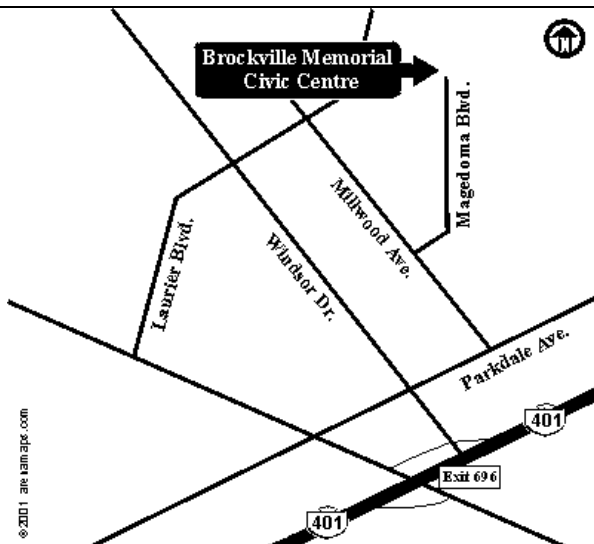 Brockville Memorial
Civic Centre
N
Magedoma Blvd.
Millwood Ave.
Windsor Dr.
Laurier Blvd.
Parkdale Ave.
401
Exit 696
401
©2001 arenamaps.com